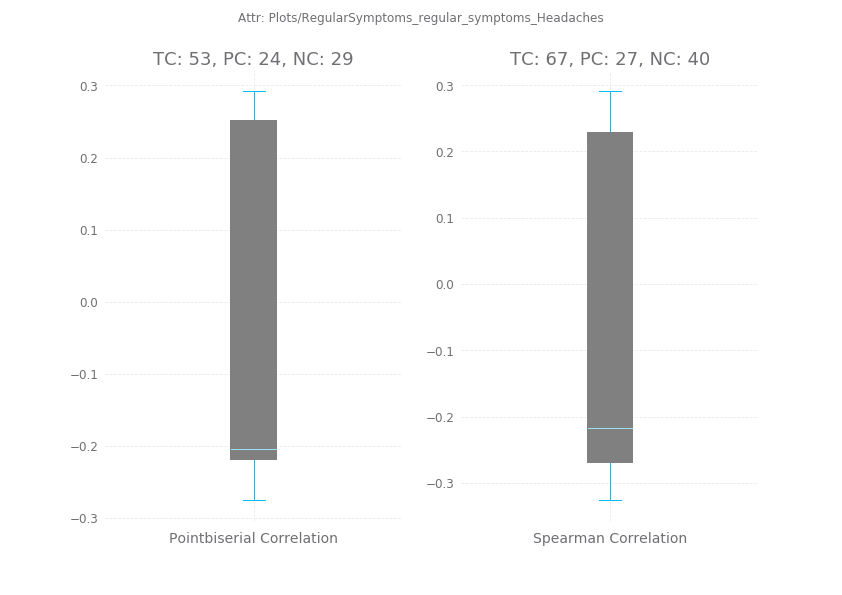 Attr: Plots/RegularSymptoms_regular_symptoms_Headaches
TC: 53, PC: 24, NC: 29
0.3
0.2
0.1
0.0
−0.1
−0.2
−0.3
Pointbiserial Correlation
TC: 67, PC: 27, NC: 40
0.3
0.2
0.1
0.0
−0.1
−0.2
−0.3
Spearman Correlation